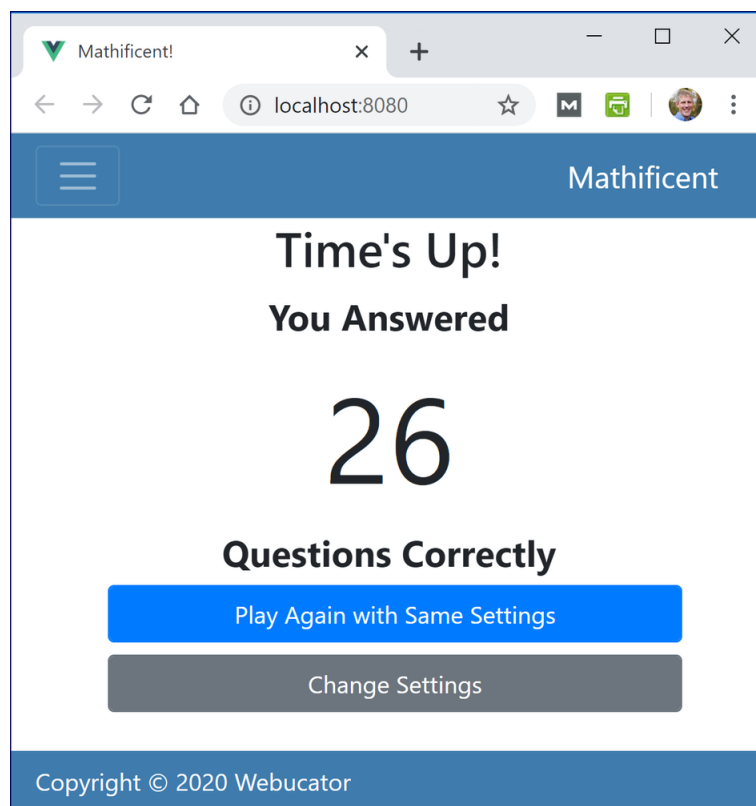 Mathificent!
localhost:8080
Mathificent
Time's Up!
You Answered
26
Questions Correctly
Play Again with Same Settings
Change Settings
Copyright © 2020 Webucator